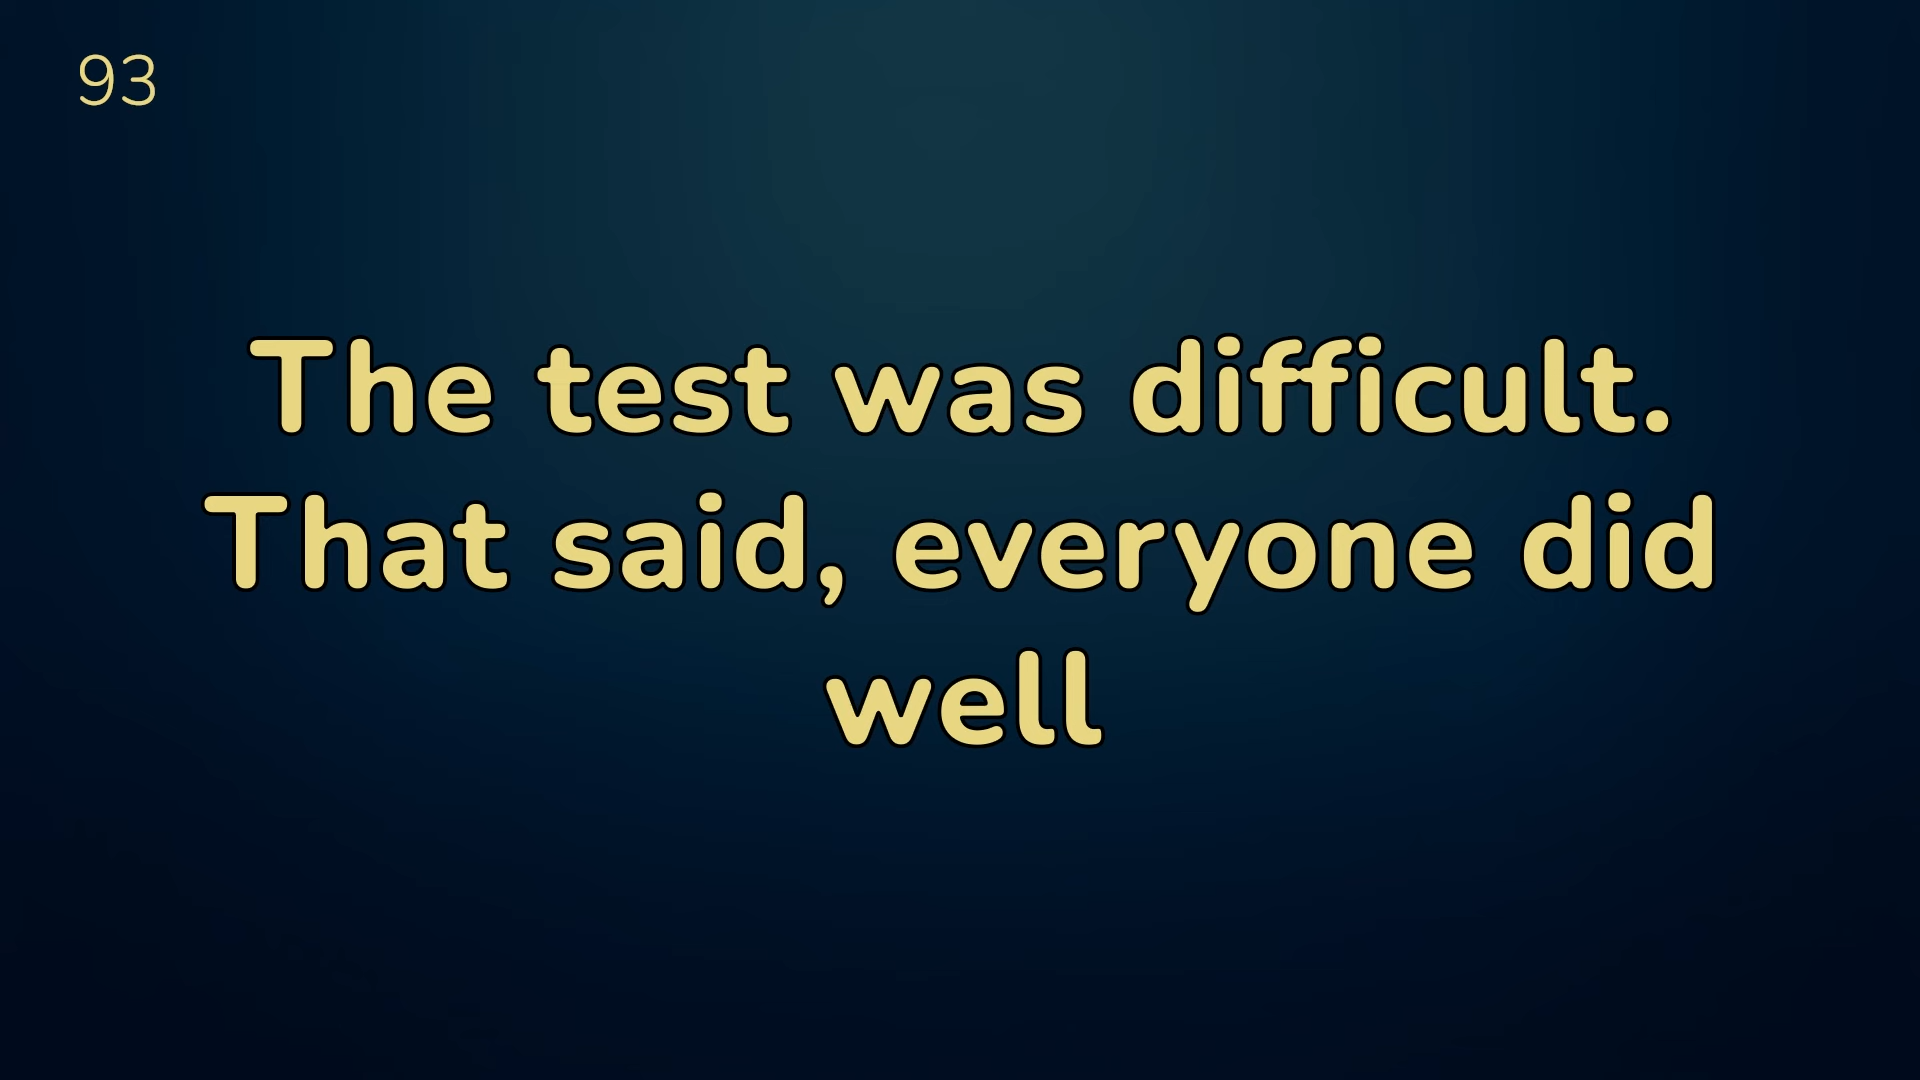 93
The test was difficult.
That said, everyone did
well